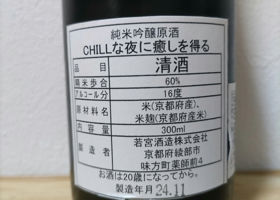 純米吟醸原酒
CHILLな夜に癒しを得る
品目 清酒
精米歩合 60%
アルコール分 16度
原材料名 米(京都府産)、
米麹(京都府産米)
内容量 300ml
製造者 若宮酒造株式会社
京都府綾部市
味方町薬師前4
お酒は20歳になってから。
製造年月 24.11